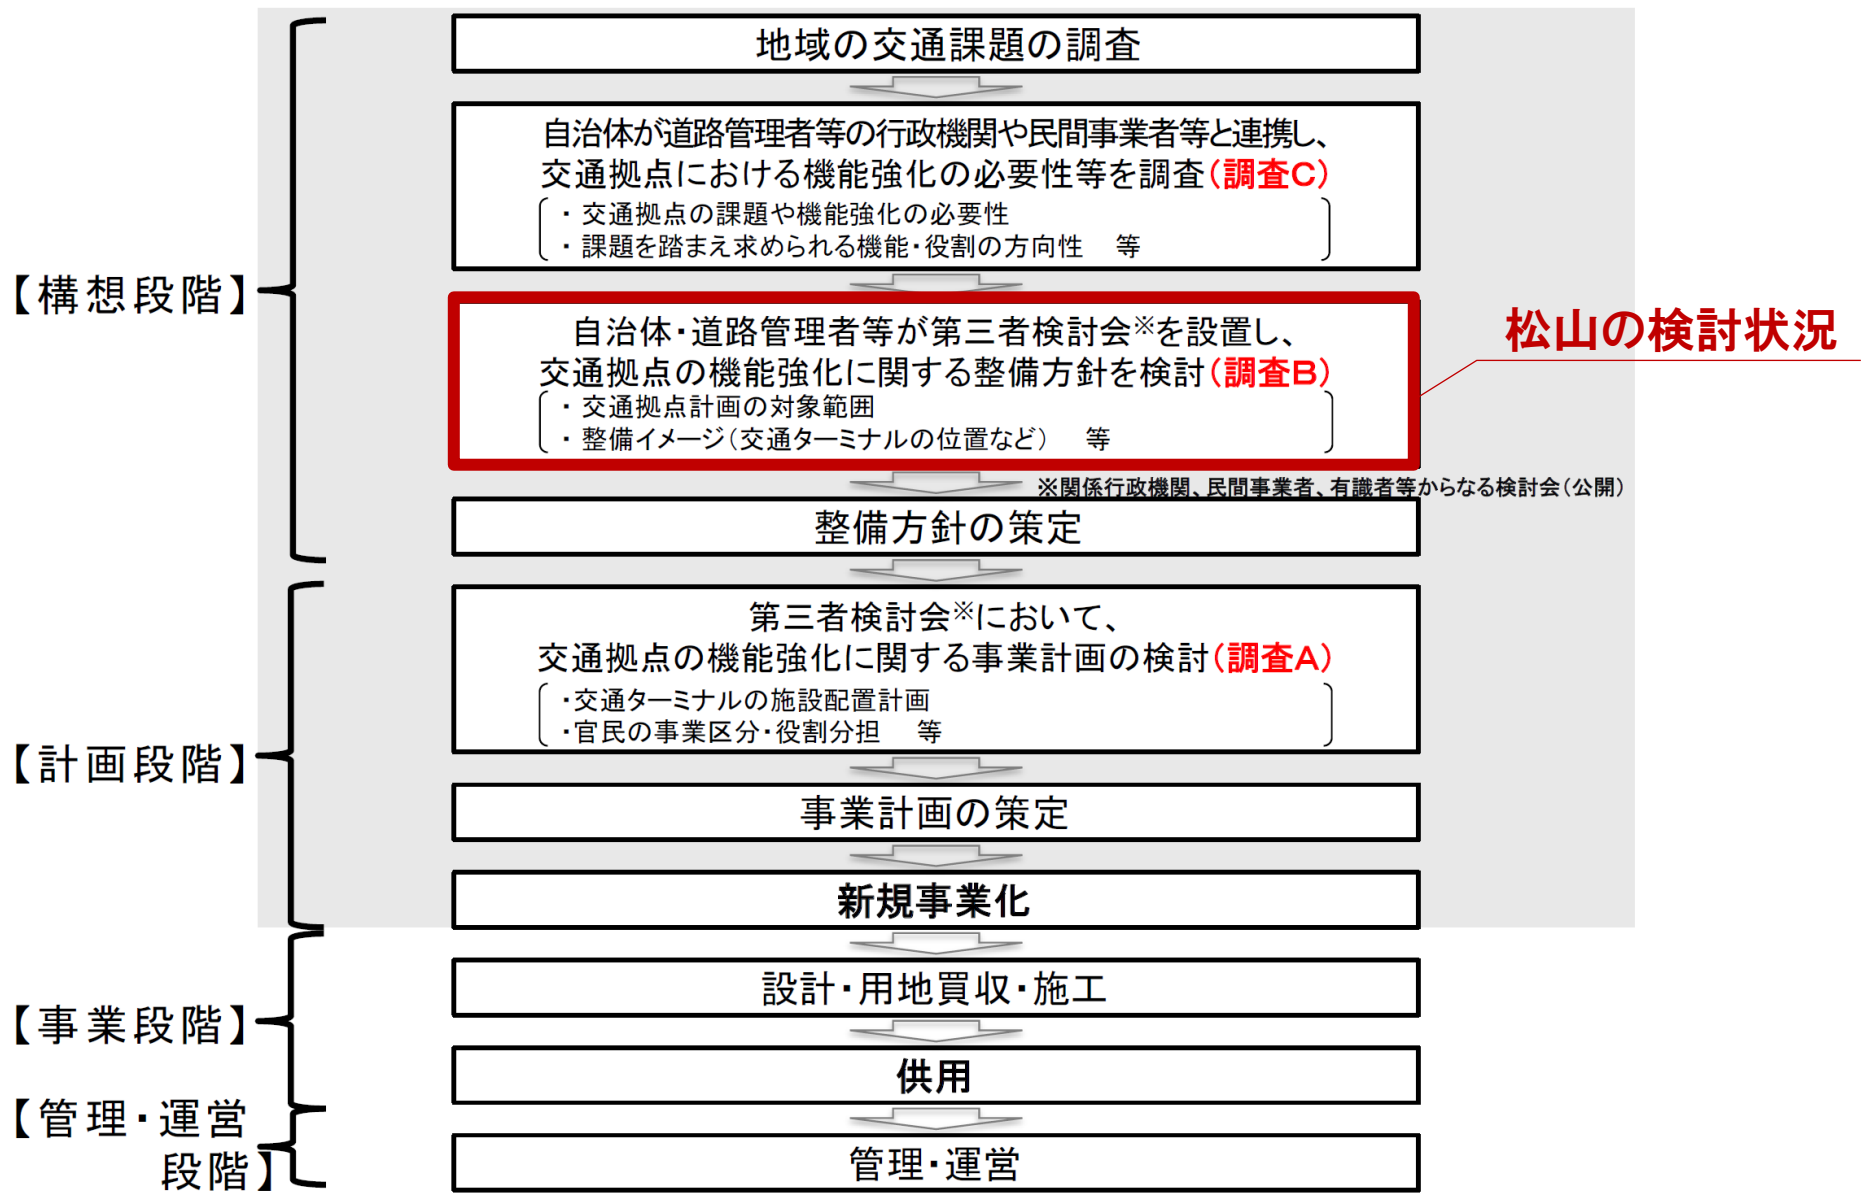 地域の交通課題の調査
自治体が道路管理者等の行政機関や民間事業者等と連携し、
交通拠点における機能強化の必要性等を調査(調査C)
・ 交通拠点の課題や機能強化の必要性
・ 課題を踏まえ求められる機能・役割の方向性　等
【構想段階】
自治体・道路管理者等が第三者検討会※を設置し、
交通拠点の機能強化に関する整備方針を検討(調査B)
・ 交通拠点計画の対象範囲
・ 整備イメージ(交通ターミナルの位置など)　等
松山の検討状況
※関係行政機関、民間事業者、有識者等からなる検討会(公開)
整備方針の策定
第三者検討会※において、
交通拠点の機能強化に関する事業計画の検討(調査A)
・交通ターミナルの施設配置計画
・官民の事業区分・役割分担　等
【計画段階】
事業計画の策定
新規事業化
設計・用地買収・施工
【事業段階】
供用
【管理・運営
段階】
管理・運営